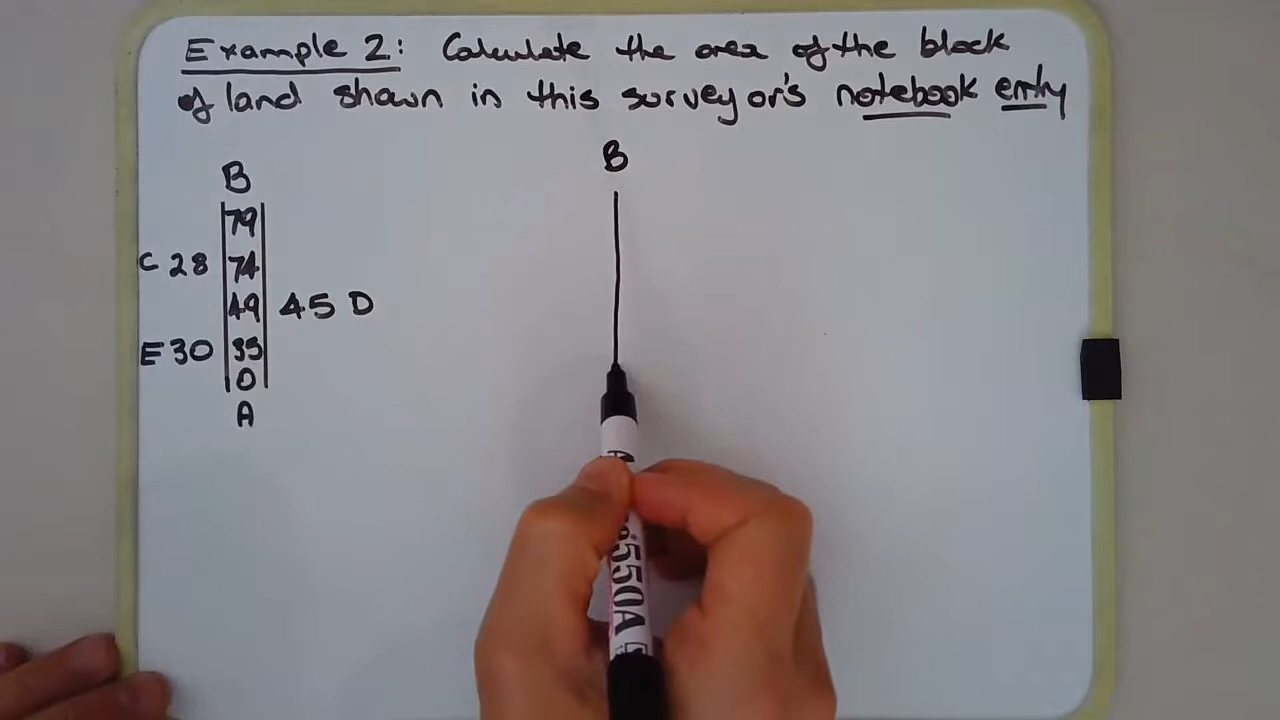 Example 2: Calculate the area of the block
of land shown in this surveyor's notebook entry
B
B
79
C 28 74
49 45 D
E 30 35
0
A
550A